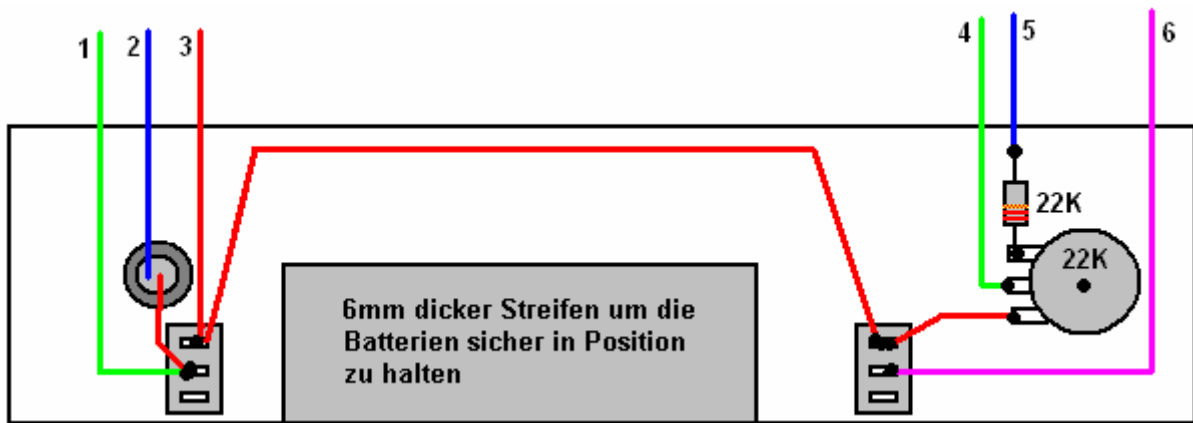 1
2
3
4
5
6
22K
22K
6mm dicker Streifen um die
Batterien sicher in Position
zu halten